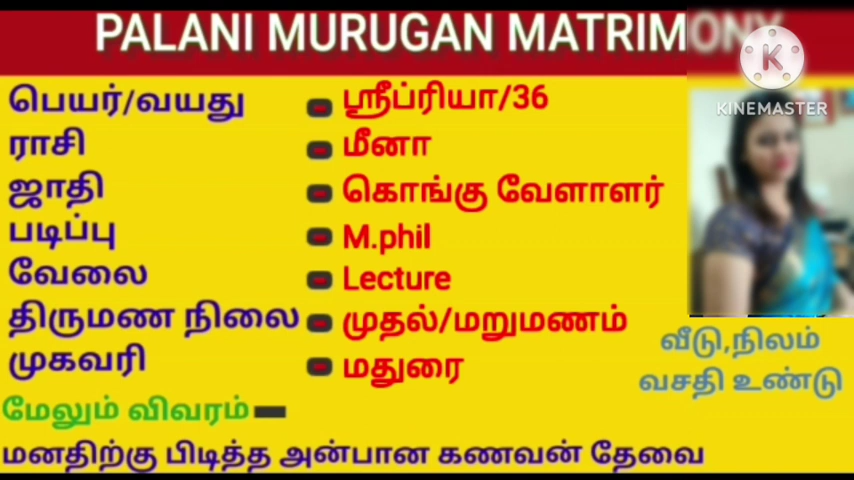 PALANI MURUGAN MATRIMONY
KINEMASTER
பெயர்/வயது - ஸ்ரீப்ரியா/36
ராசி - மீனா
ஜாதி - கொங்கு வேளாளர்
படிப்பு - M.phil
வேலை - Lecture
திருமண நிலை - முதல்/மறுமணம்
முகவரி - மதுரை
வீடு,நிலம்
வசதி உண்டு
மேலும் விவரம்-
மனதிற்கு பிடித்த அன்பான கணவன் தேவை